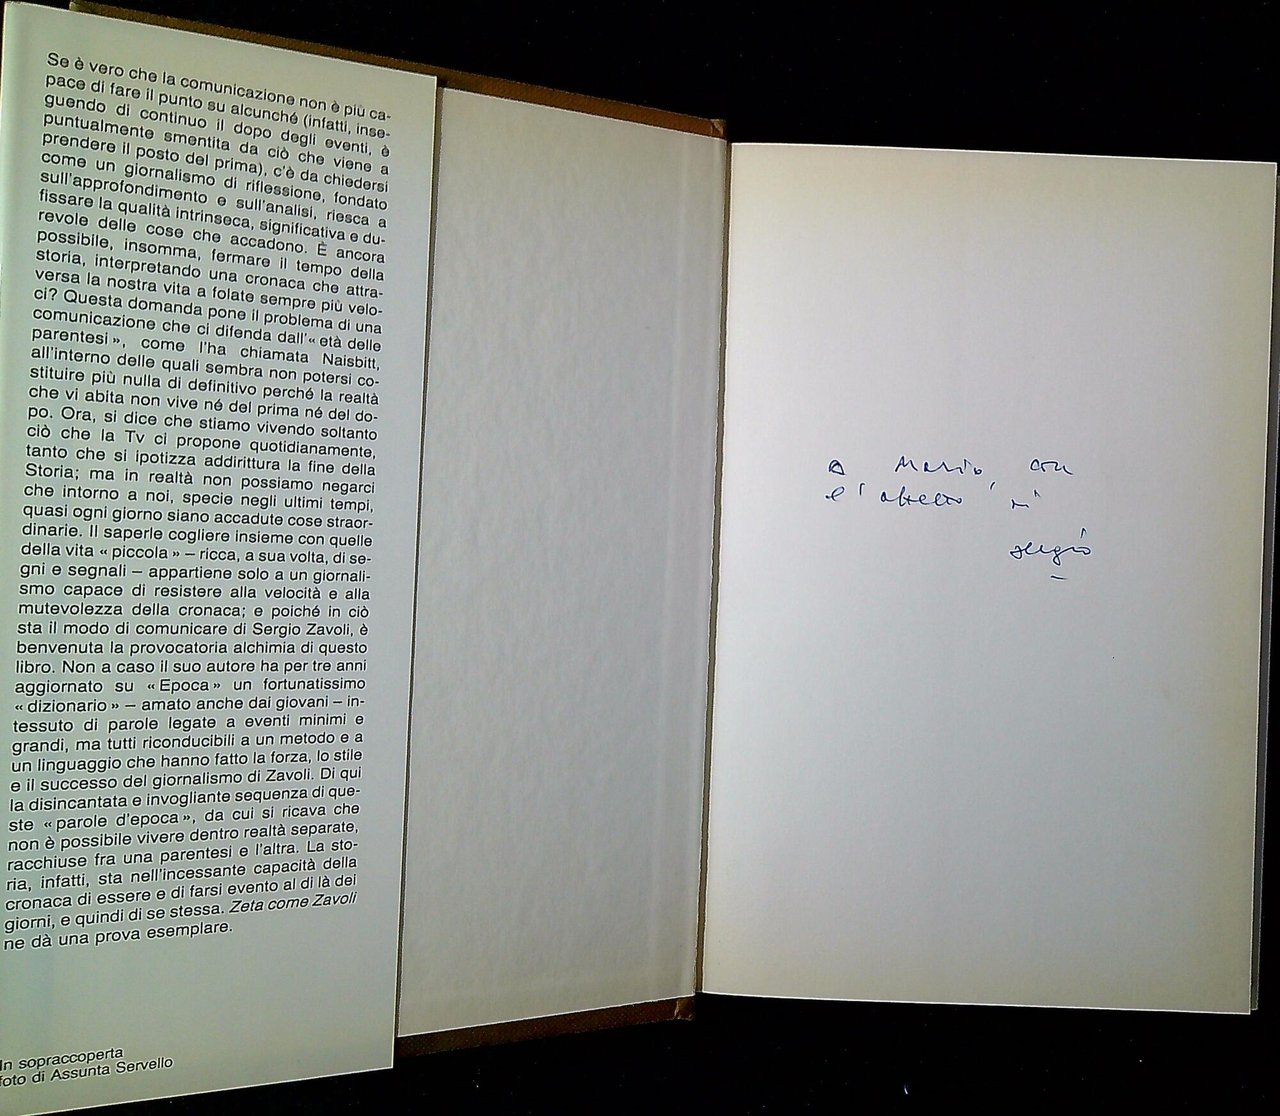 Se è vero che la comunicazione non è più ca-
pace di fare il punto su alcunché (infatti, inse-
guendo di continuo il dopo degli eventi, è
puntualmente smentita da ciò che viene a
prendere il posto del prima), c'è da chiedersi
come un giornalismo di riflessione, fondato
sull'approfondimento e sull'analisi, riesca a
fissare la qualità intrinseca, significativa e du-
revole delle cose che accadono. È ancora
possibile, insomma, fermare il tempo della
storia, interpretando una cronaca che attra-
versa la nostra vita a folate sempre più velo-
ci? Questa domanda pone il problema di una
comunicazione che ci difenda dall'« età delle
parentesi », come l'ha chiamata Naisbitt,
all'interno delle quali sembra non potersi co-
stituire più nulla di definitivo perché la realtà
che vi abita non vive né del prima né del do-
po. Ora, si dice che stiamo vivendo soltanto
ciò che la Tv ci propone quotidianamente,
tanto che si ipotizza addirittura la fine della
Storia; ma in realtà non possiamo negarci
che intorno a noi, specie negli ultimi tempi,
quasi ogni giorno siano accadute cose straor-
dinarie. Il saperle cogliere insieme con quelle
della vita « piccola » – ricca, a sua volta, di se-
gni e segnali – appartiene solo a un giornali-
smo capace di resistere alla velocità e alla
mutevolezza della cronaca; e poiché in ciò
sta il modo di comunicare di Sergio Zavoli, è
benvenuta la provocatoria alchimia di questo
libro. Non a caso il suo autore ha per tre anni
aggiornato su « Epoca » un fortunatissimo
« dizionario » – amato anche dai giovani – in-
tessuto di parole legate a eventi minimi e
grandi, ma tutti riconducibili a un metodo e a
un linguaggio che hanno fatto la forza, lo stile
e il successo del giornalismo di Zavoli. Di qui
la disincantata e invogliante sequenza di que-
ste « parole d'epoca », da cui si ricava che
non è possibile vivere dentro realtà separate,
racchiuse fra una parentesi e l'altra. La sto-
ria, infatti, sta nell'incessante capacità della
cronaca di essere e di farsi evento al di là dei
giorni, e quindi di se stessa. Zeta come Zavoli
ne dà una prova esemplare.
In sopraccoperta
foto di Assunta Servello
a Mario, con
l'affetto di
Sergio